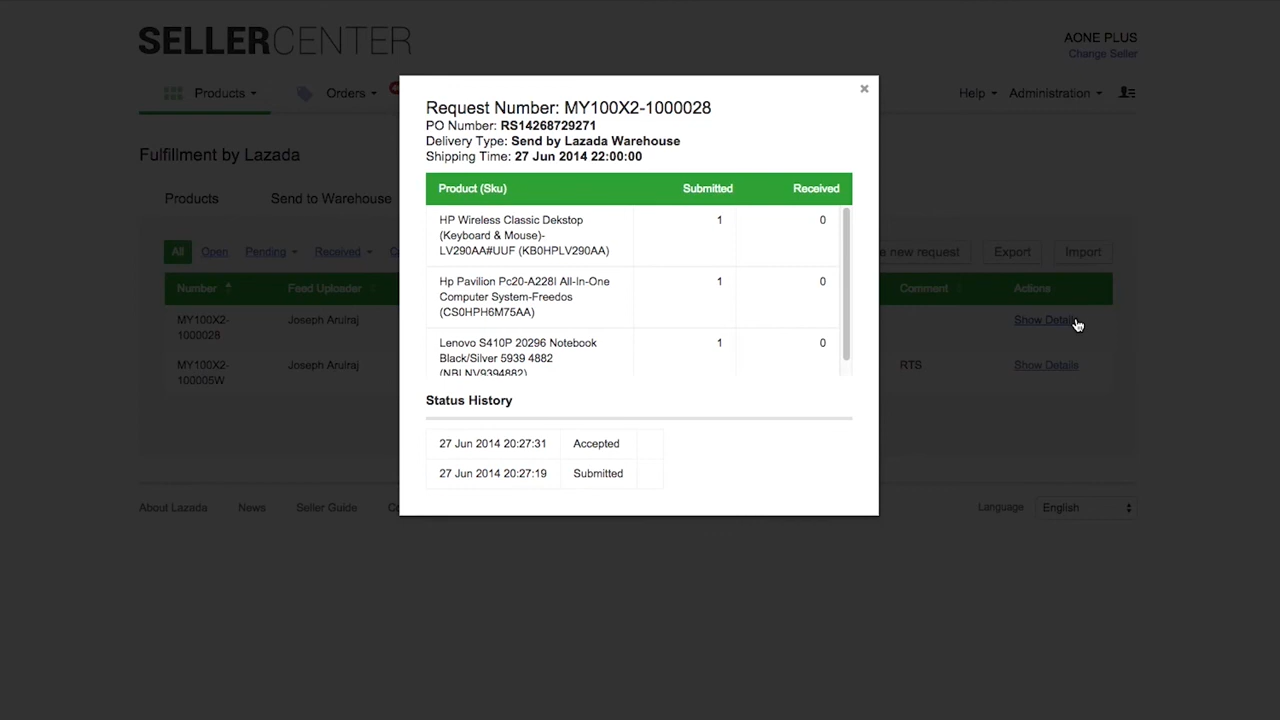 SELLERCENTER
AONE PLUS
Change Seller
Products
Orders
Help
Administration
Fulfillment by Lazada
Products
Send to Warehouse
All
Open
Pending
Received
new request
Export
Import
Number
Feed Uploader
Comment
Actions
MY100X2-
1000028
Joseph Arulraj
Show Details
MY100X2-
100005W
Joseph Arulraj
RTS
Show Details
Request Number: MY100X2-1000028
PO Number: RS14268729271
Delivery Type: Send by Lazada Warehouse
Shipping Time: 27 Jun 2014 22:00:00
Product (Sku)
Submitted
Received
HP Wireless Classic Dekstop
(Keyboard & Mouse)-
LV290AA#UUF (KB0HPLV290AA)
1
0
Hp Pavilion Pc20-A228l All-In-One
Computer System-Freedos
(CS0HPH6M75AA)
1
0
Lenovo S410P 20296 Notebook
Black/Silver 5939 4882
(NBLNV9394882)
1
0
Status History
27 Jun 2014 20:27:31
Accepted
27 Jun 2014 20:27:19
Submitted
About Lazada
News
Seller Guide
Language
English